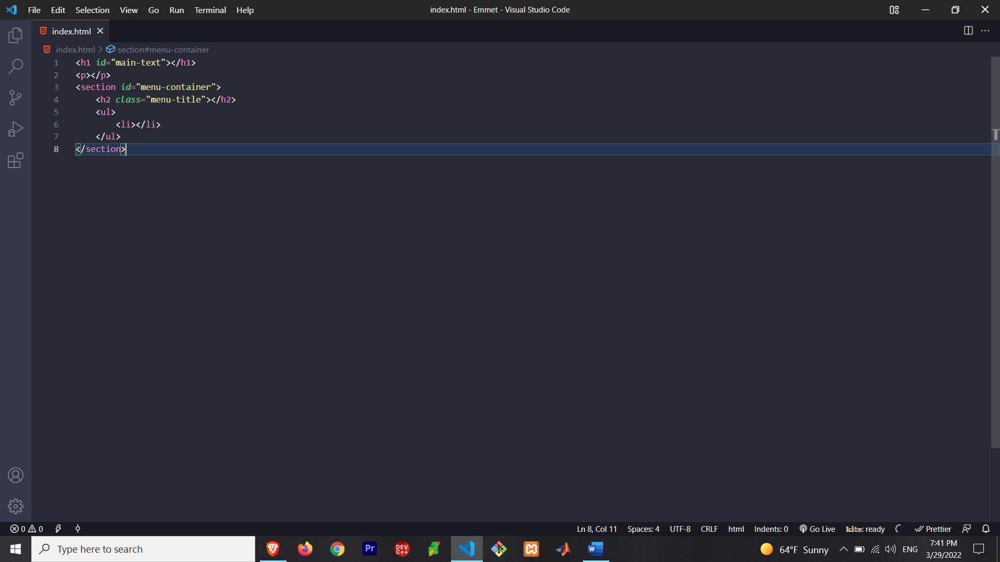 File Edit Selection View Go Run Terminal Help index.html - Emmet - Visual Studio Code
index.html
index.html > section#menu-container
1 <h1 id="main-text"></h1>
2 <p></p>
3 <section id="menu-container">
4 <h2 class="menu-title"></h2>
5 <ul>
6 <li></li>
7 </ul>
8 </section>
0 0 Ln 8, Col 11 Spaces: 4 UTF-8 CRLF html Indents: 0 Go Live kite: ready Prettier
Type here to search Pr DEV C++ W 64°F Sunny ENG 7:41 PM
3/29/2022